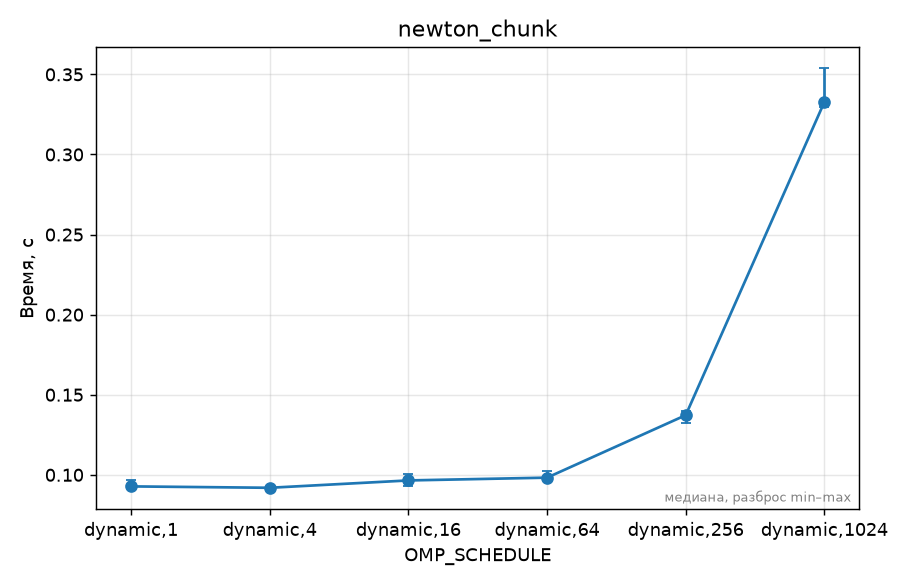 newton_chunk
0.35
0.30
0.25
0.20
0.15
0.10
Время, с
медиана, разброс min–max
dynamic,1 dynamic,4 dynamic,16 dynamic,64 dynamic,256 dynamic,1024
OMP_SCHEDULE